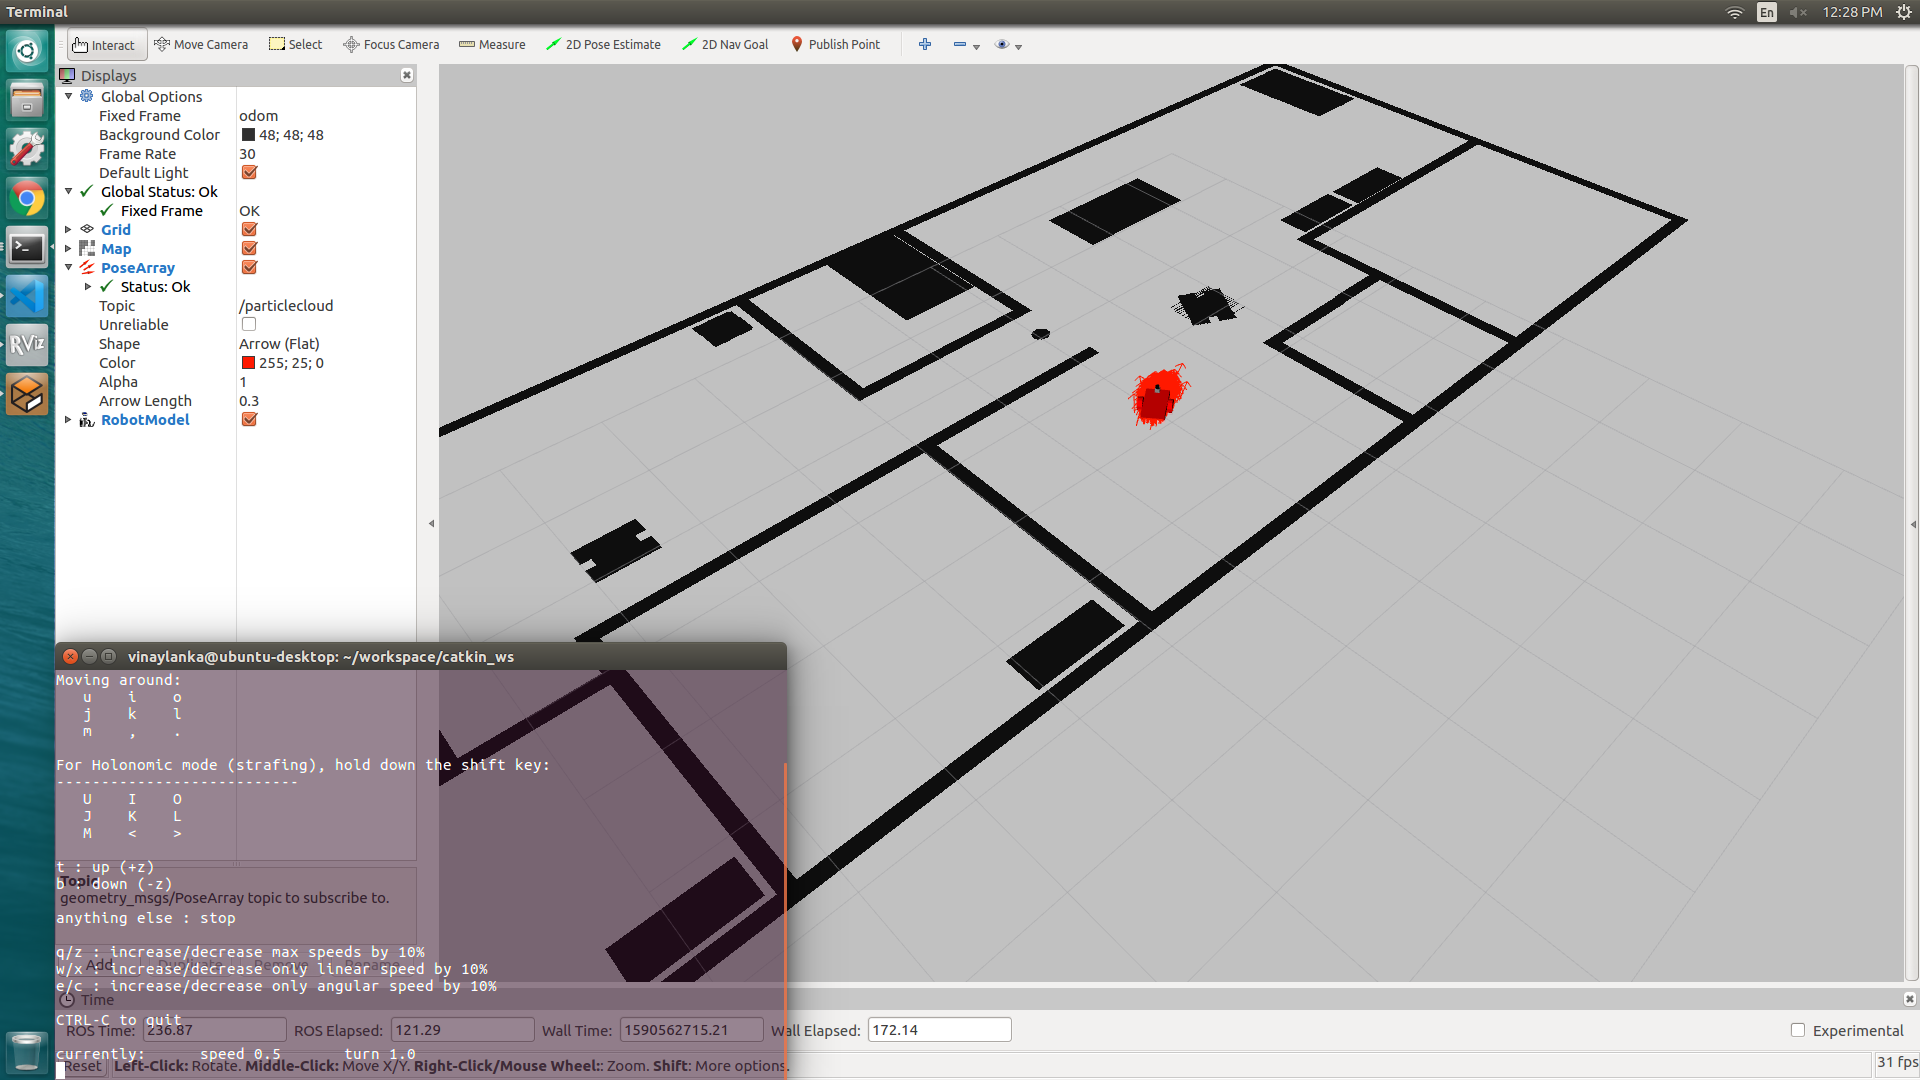 Terminal
En
12:28 PM
Interact
Move Camera
Select
Focus Camera
Measure
2D Pose Estimate
2D Nav Goal
Publish Point
Displays
Global Options
Fixed Frame odom
Background Color 48; 48; 48
Frame Rate 30
Default Light
Global Status: Ok
Fixed Frame OK
Grid
Map
PoseArray
Status: Ok
Topic /particlecloud
Unreliable
Shape Arrow (Flat)
Color 255; 25; 0
Alpha 1
Arrow Length 0.3
RobotModel
RViz
vinaylanka@ubuntu-desktop: ~/workspace/catkin_ws
Moving around:
u i o
j k l
m , .
For Holonomic mode (strafing), hold down the shift key:
---------------------------
U I O
J K L
M < >
t : up (+z)
b : down (-z)
Topic
geometry_msgs/PoseArray topic to subscribe to.
anything else : stop
q/z : increase/decrease max speeds by 10%
w/x : increase/decrease only linear speed by 10%
Add Duplicate Remove Rename
e/c : increase/decrease only angular speed by 10%
Time
CTRL-C to quit
ROS Time: 236.87 ROS Elapsed: 121.29 Wall Time: 1590562715.21 Wall Elapsed: 172.14 Experimental
currently: speed 0.5 turn 1.0
Reset Left-Click: Rotate. Middle-Click: Move X/Y. Right-Click/Mouse Wheel:: Zoom. Shift: More options. 31 fps